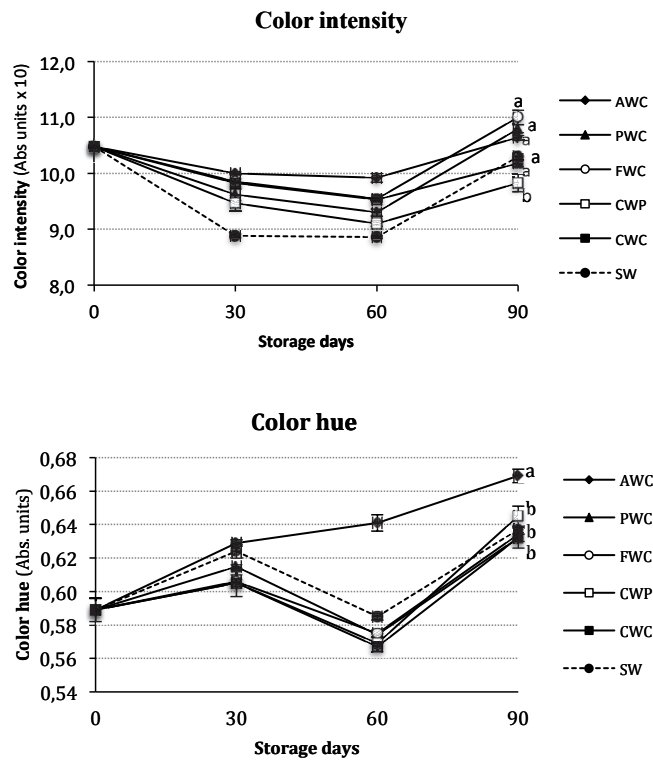 Color intensity
Color intensity (Abs units x 10)
12,0
11,0
10,0
9,0
8,0
0
30
60
90
Storage days
a
a
a
a
a
b
AWC
PWC
FWC
CWP
CWC
SW
Color hue
Color hue (Abs. units)
0,68
0,66
0,64
0,62
0,60
0,58
0,56
0,54
0
30
60
90
Storage days
a
b
b
b
AWC
PWC
FWC
CWP
CWC
SW